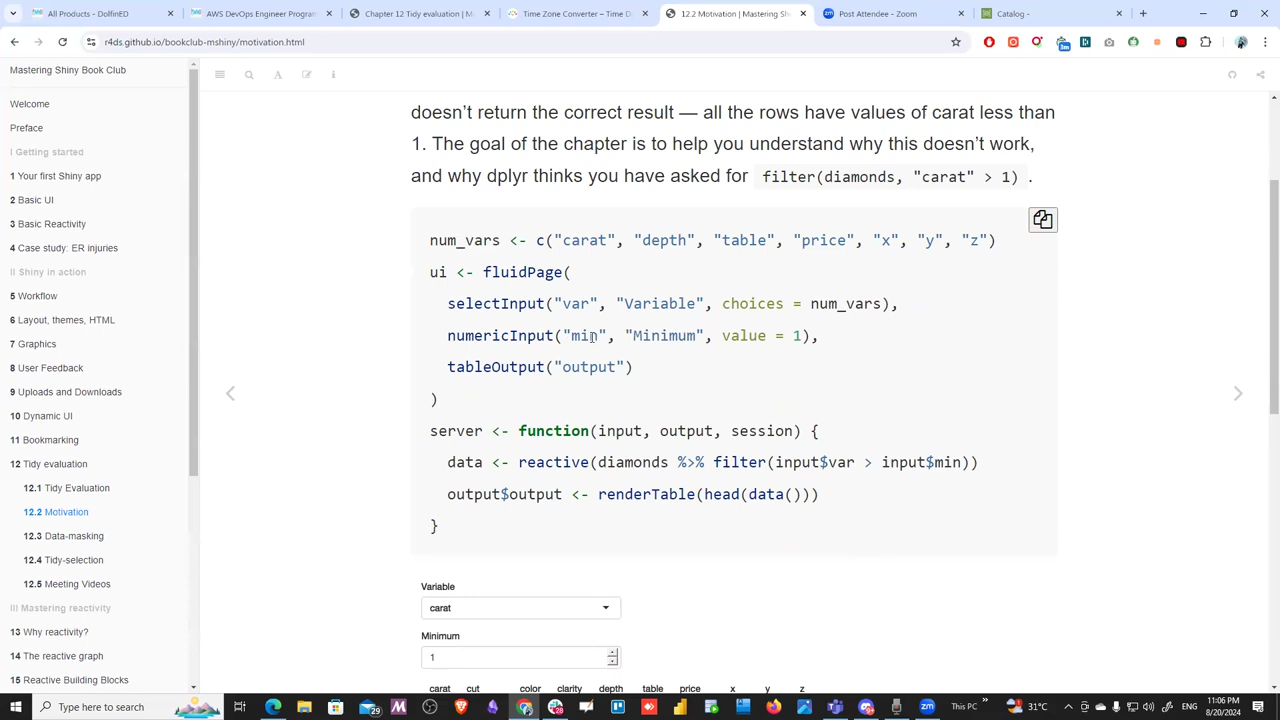 All Products - DolfinED
AWS DevOps Engineer Program
Chapter 12 Tidy evaluation | M
Time Zone Converter – Time D
12.2 Motivation | Mastering Sh
Post Attendee - Zoom
Catalog -
r4ds.github.io/bookclub-mshiny/motivation.html
Mastering Shiny Book Club
Welcome
Preface
I Getting started
1 Your first Shiny app
2 Basic UI
3 Basic Reactivity
4 Case study: ER injuries
II Shiny in action
5 Workflow
6 Layout, themes, HTML
7 Graphics
8 User Feedback
9 Uploads and Downloads
10 Dynamic UI
11 Bookmarking
12 Tidy evaluation
12.1 Tidy Evaluation
12.2 Motivation
12.3 Data-masking
12.4 Tidy-selection
12.5 Meeting Videos
III Mastering reactivity
13 Why reactivity?
14 The reactive graph
15 Reactive Building Blocks
doesn’t return the correct result — all the rows have values of carat less than
1. The goal of the chapter is to help you understand why this doesn’t work,
and why dplyr thinks you have asked for filter(diamonds, "carat" > 1) .
num_vars <- c("carat", "depth", "table", "price", "x", "y", "z")
ui <- fluidPage(
selectInput("var", "Variable", choices = num_vars),
numericInput("min", "Minimum", value = 1),
tableOutput("output")
)
server <- function(input, output, session) {
data <- reactive(diamonds %>% filter(input$var > input$min))
output$output <- renderTable(head(data()))
}
Variable
carat
Minimum
1
carat cut color clarity depth table price x y z
Type here to search
29
This PC
31°C
11:06 PM
8/20/2024